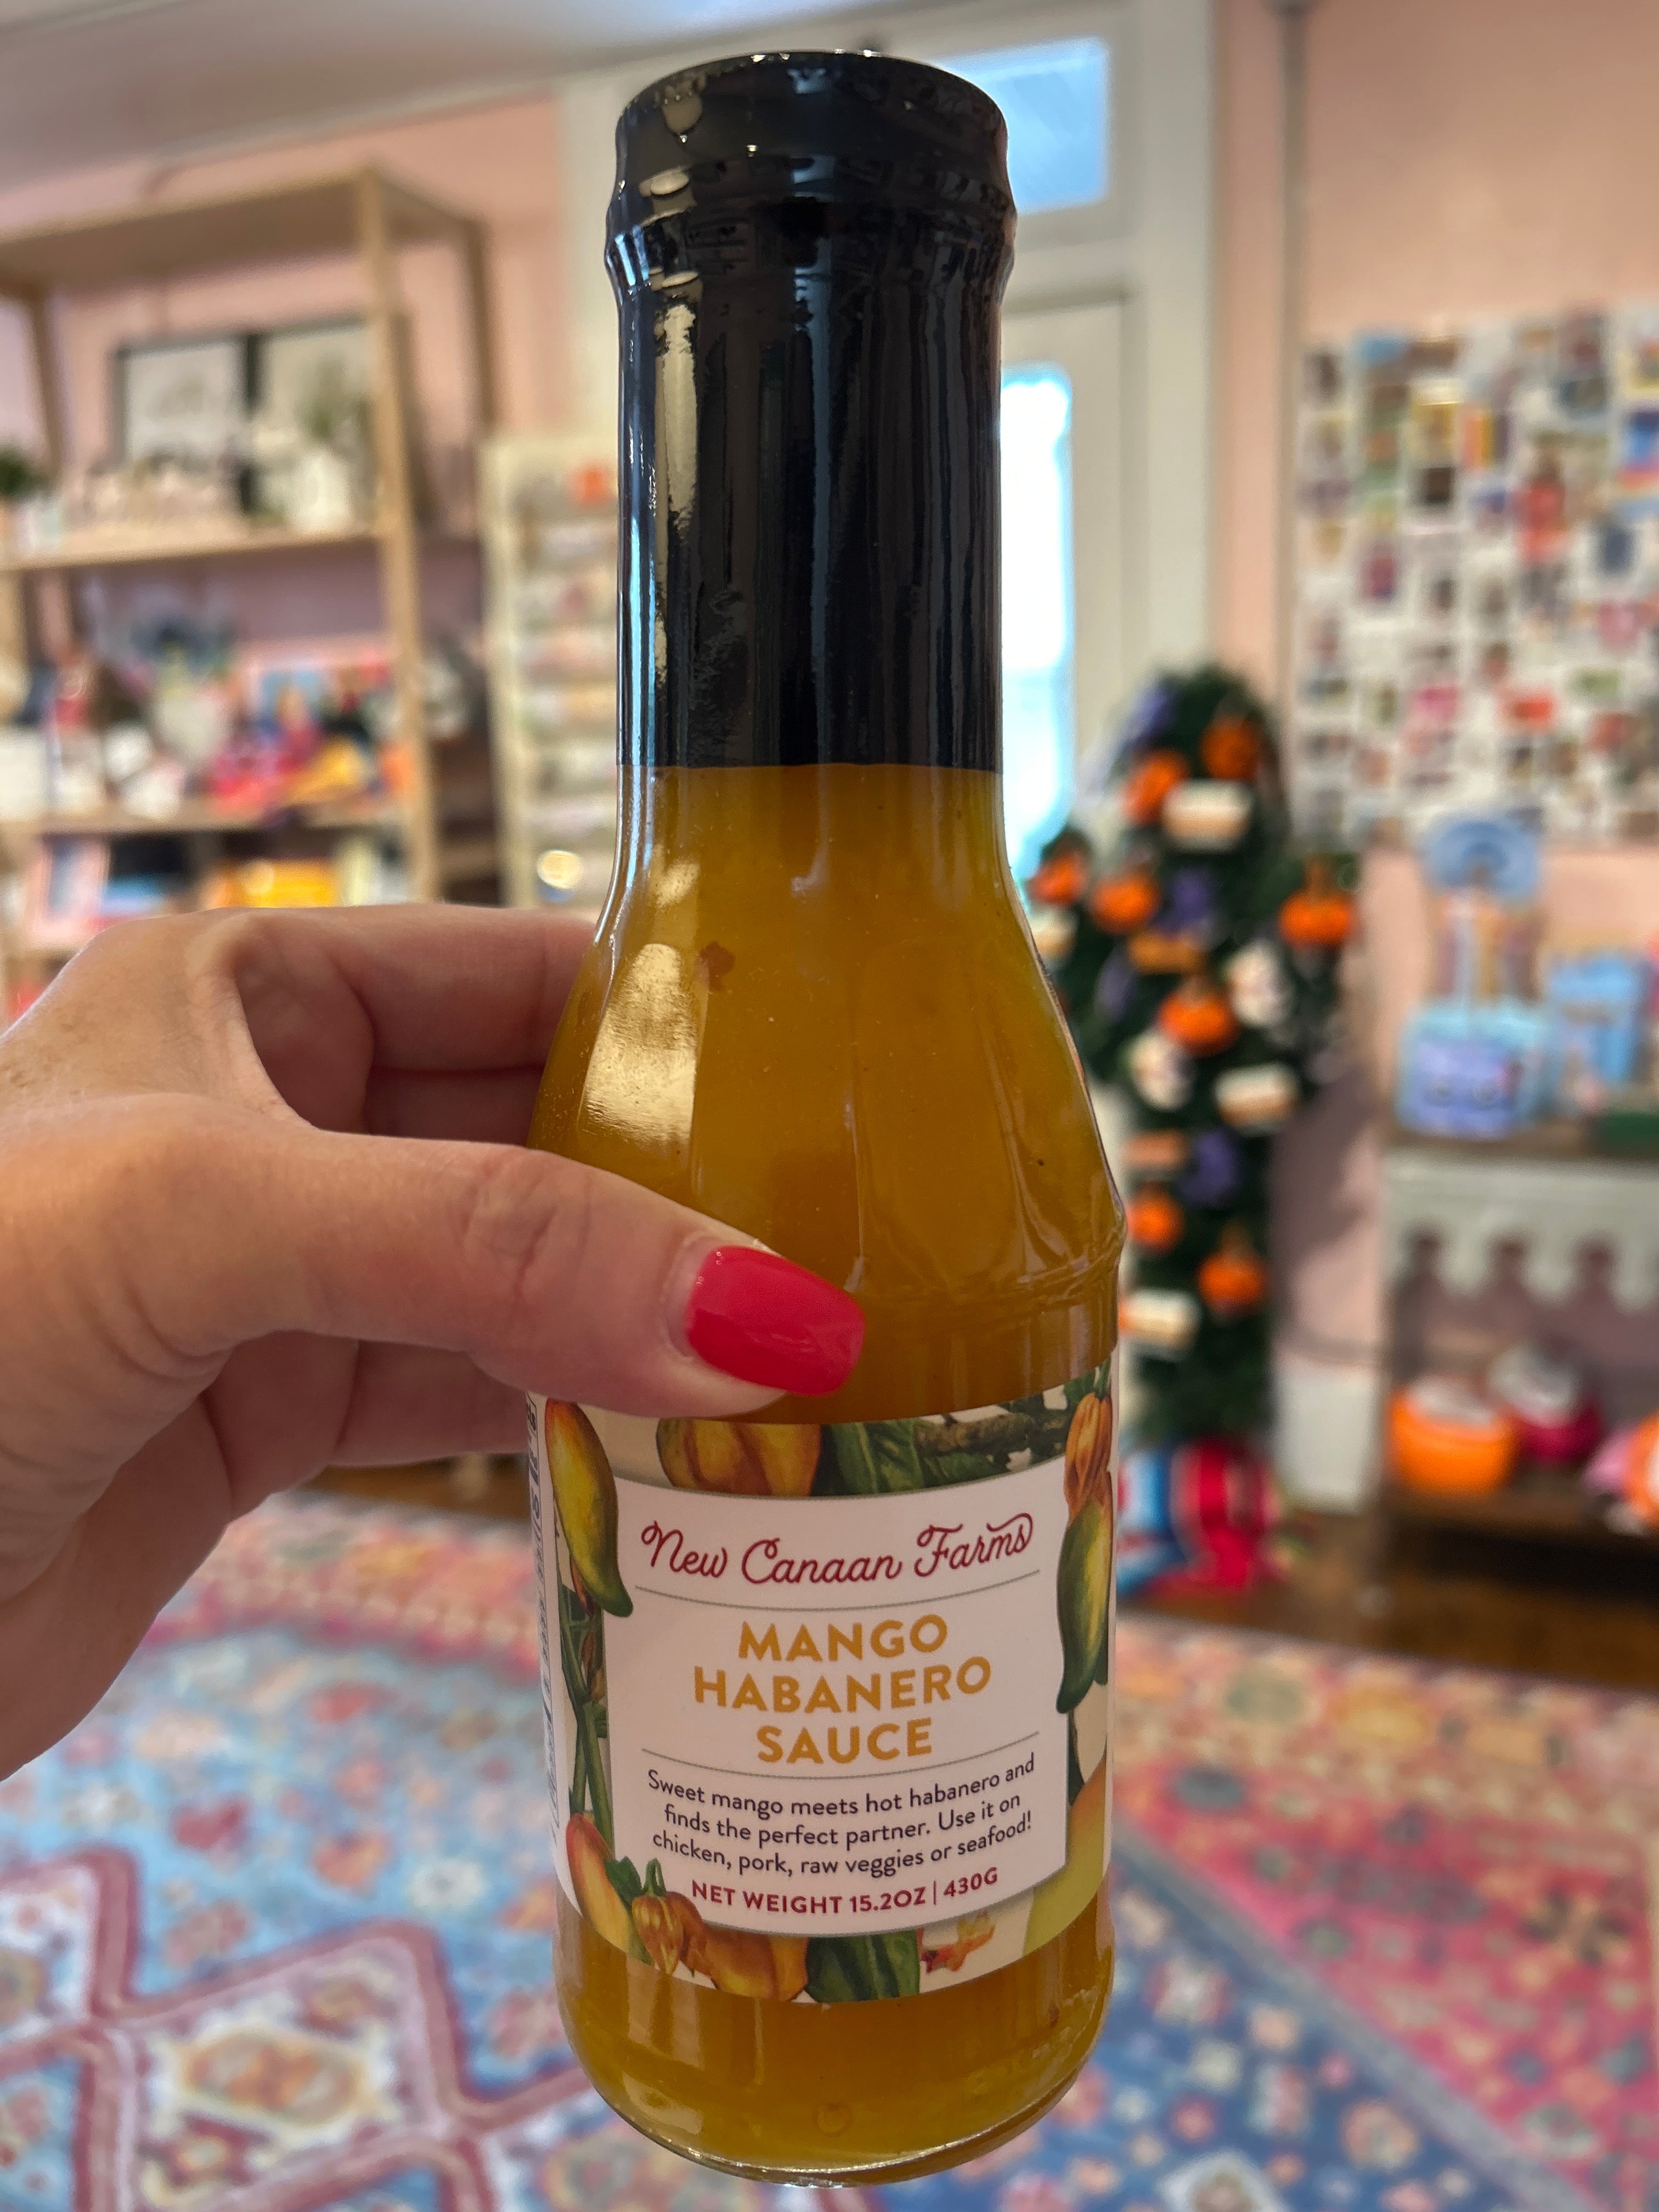 New Canaan Farms
MANGO
HABANERO
SAUCE
Sweet mango meets hot habanero and
finds the perfect partner. Use it on
chicken, pork, raw veggies or seafood!
NET WEIGHT 15.2OZ | 430G